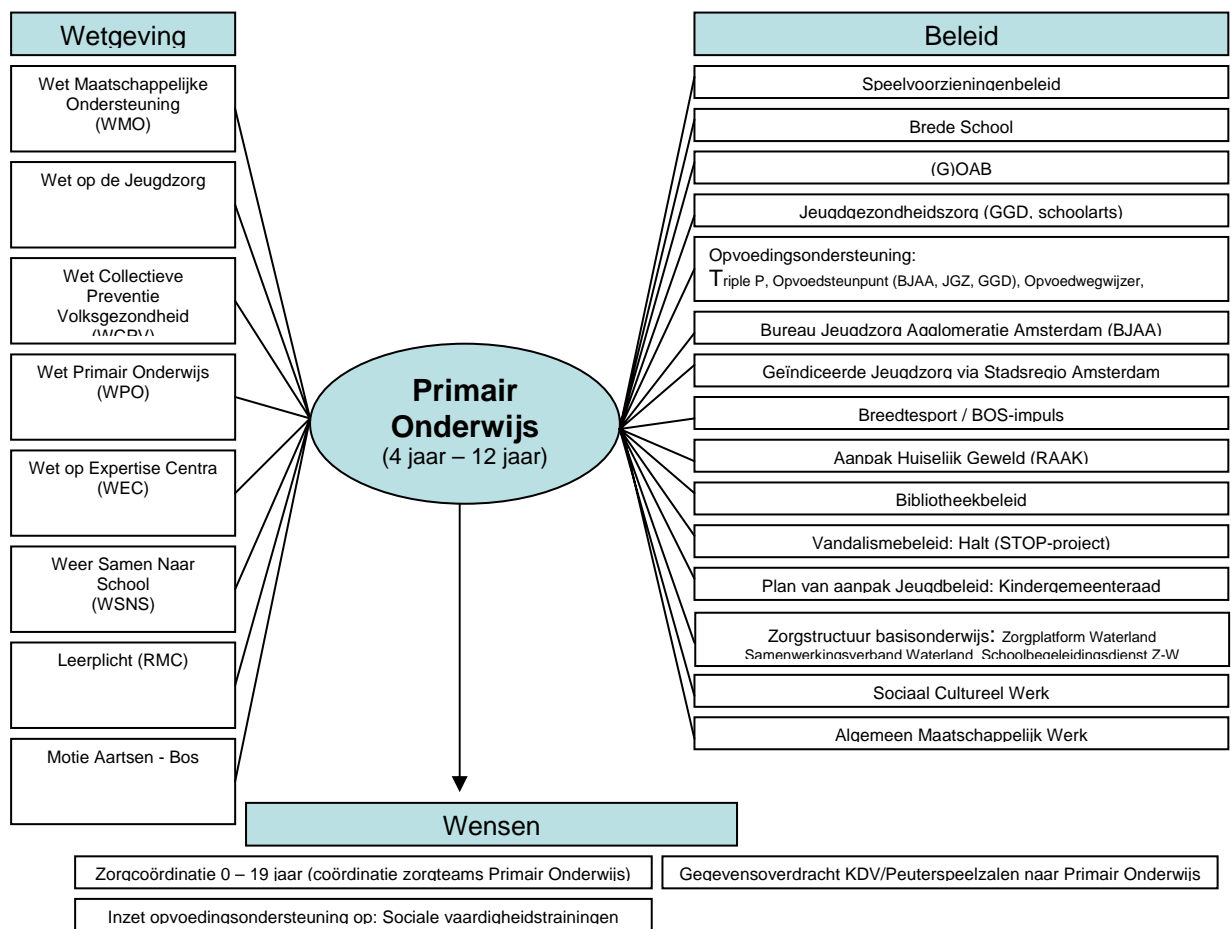 Wetgeving
Wet Maatschappelijke
Ondersteuning
(WMO)
Wet op de Jeugdzorg
Wet Collectieve
Preventie
Volksgezondheid
(WCPV)
Wet Primair Onderwijs
(WPO)
Wet op Expertise Centra
(WEC)
Weer Samen Naar
School
(WSNS)
Leerplicht (RMC)
Motie Aartsen - Bos
Primair
Onderwijs
(4 jaar – 12 jaar)
Beleid
Speelvoorzieningenbeleid
Brede School
(G)OAB
Jeugdgezondheidszorg (GGD, schoolarts)
Opvoedingsondersteuning:
Triple P, Opvoedsteunpunt (BJAA, JGZ, GGD), Opvoedwegwijzer,
Bureau Jeugdzorg Agglomeratie Amsterdam (BJAA)
Geïndiceerde Jeugdzorg via Stadsregio Amsterdam
Breedtesport / BOS-impuls
Aanpak Huiselijk Geweld (RAAK)
Bibliotheekbeleid
Vandalismebeleid: Halt (STOP-project)
Plan van aanpak Jeugdbeleid: Kindergemeenteraad
Zorgstructuur basisonderwijs: Zorgplatform Waterland
Samenwerkingsverband Waterland, Schoolbegeleidingsdienst Z-W
Sociaal Cultureel Werk
Algemeen Maatschappelijk Werk
Wensen
Zorgcoördinatie 0 – 19 jaar (coördinatie zorgteams Primair Onderwijs)
Gegevensoverdracht KDV/Peuterspeelzalen naar Primair Onderwijs
Inzet opvoedingsondersteuning op: Sociale vaardigheidstrainingen